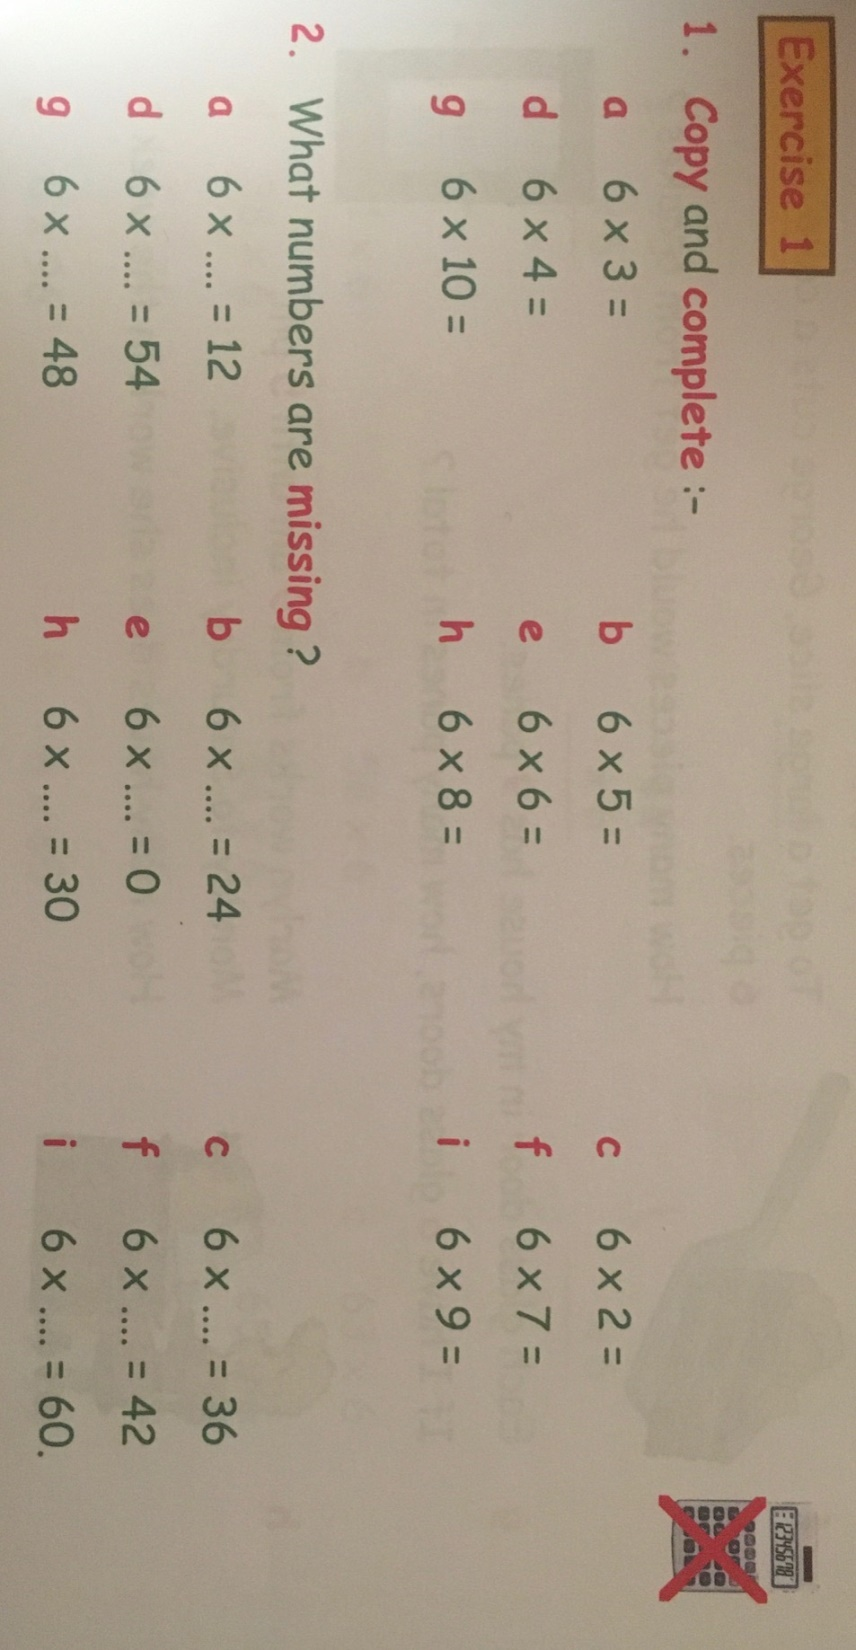 Exercise 1
1. Copy and complete :-
a 6 x 3 = b 6 x 5 = c 6 x 2 =
d 6 x 4 = e 6 x 6 = f 6 x 7 =
g 6 x 10 = h 6 x 8 = i 6 x 9 =
2. What numbers are missing ?
a 6 x .... = 12 b 6 x .... = 24 c 6 x .... = 36
d 6 x .... = 54 e 6 x .... = 0 f 6 x .... = 42
g 6 x .... = 48 h 6 x .... = 30 i 6 x .... = 60.